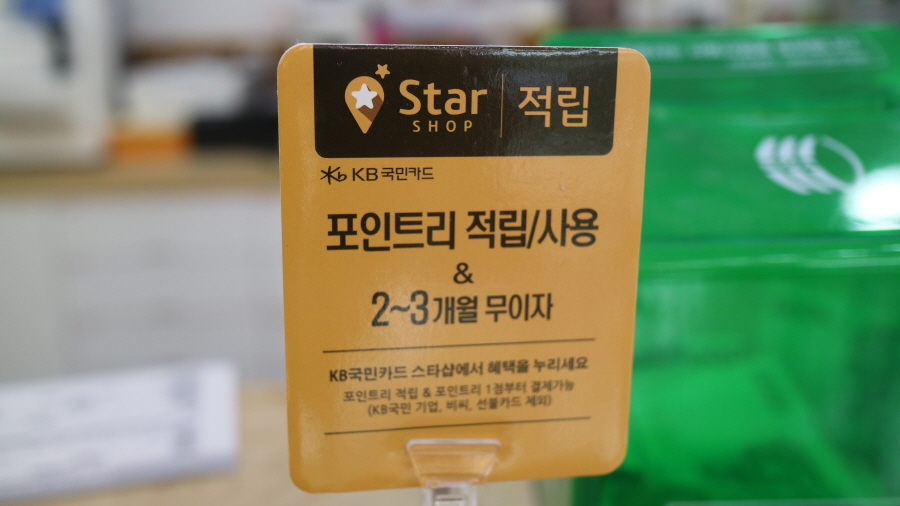 Star SHOP 적립
KB 국민카드
포인트리 적립/사용
&
2~3개월 무이자
KB국민카드 스타샵에서 혜택을 누리세요
포인트리 적립 & 포인트리 1점부터 결제가능
(KB국민 기업, 비씨, 선불카드 제외)